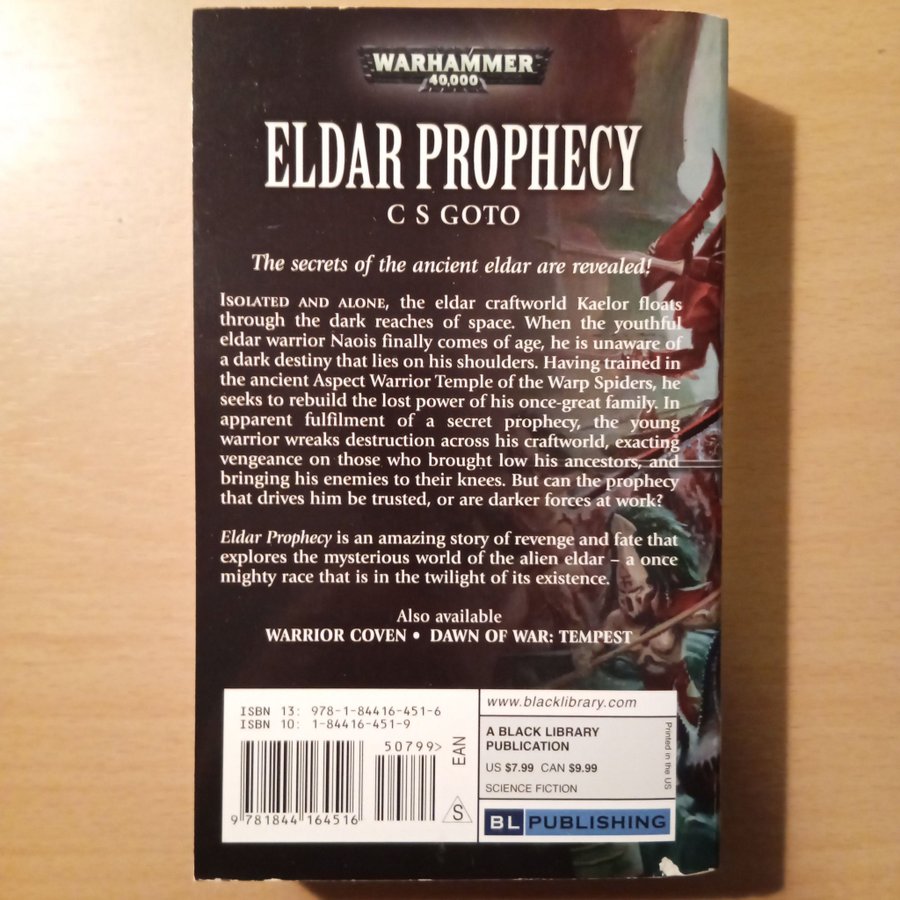 WARHAMMER
40,000
ELDAR PROPHECY
C S GOTO
The secrets of the ancient eldar are revealed!
ISOLATED AND ALONE, the eldar craftworld Kaelor floats
through the dark reaches of space. When the youthful
eldar warrior Naois finally comes of age, he is unaware of
a dark destiny that lies on his shoulders. Having trained in
the ancient Aspect Warrior Temple of the Warp Spiders, he
seeks to rebuild the lost power of his once-great family. In
apparent fulfilment of a secret prophecy, the young
warrior wreaks destruction across his craftworld, exacting
vengeance on those who brought low his ancestors, and
bringing his enemies to their knees. But can the prophecy
that drives him be trusted, or are darker forces at work?
Eldar Prophecy is an amazing story of revenge and fate that
explores the mysterious world of the alien eldar – a once
mighty race that is in the twilight of its existence.
Also available
WARRIOR COVEN • DAWN OF WAR: TEMPEST
ISBN 13: 978-1-84416-451-6
ISBN 10: 1-84416-451-9
50799>
EAN
S
9 781844 164516
www.blacklibrary.com
A BLACK LIBRARY
PUBLICATION
US $7.99 CAN $9.99
SCIENCE FICTION
Printed in the US
BL PUBLISHING